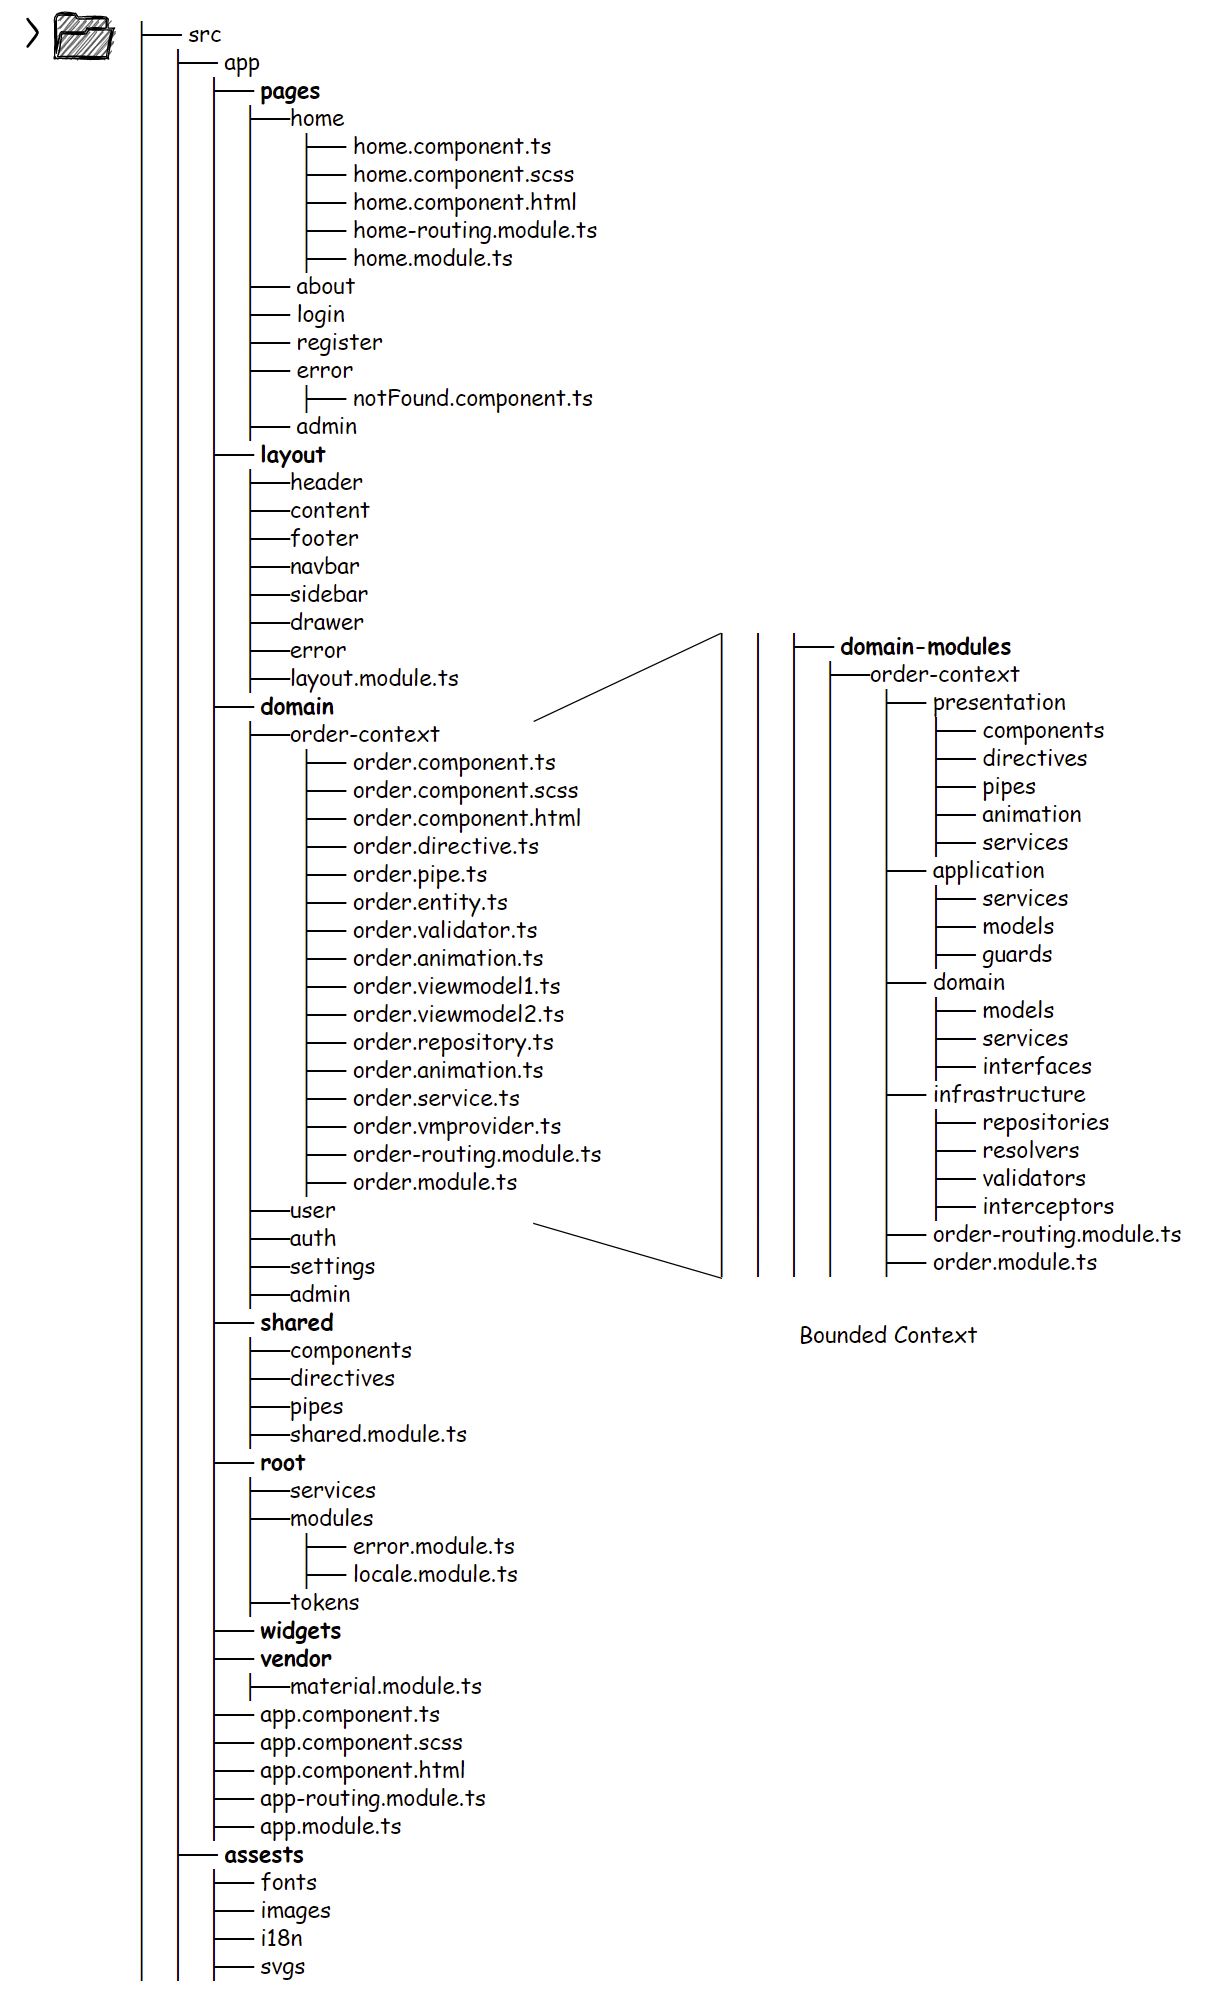 src
app
pages
home
home.component.ts
home.component.scss
home.component.html
home-routing.module.ts
home.module.ts
about
login
register
error
notFound.component.ts
admin
layout
header
content
footer
navbar
sidebar
drawer
error
layout.module.ts
domain
order-context
order.component.ts
order.component.scss
order.component.html
order.directive.ts
order.pipe.ts
order.entity.ts
order.validator.ts
order.animation.ts
order.viewmodel1.ts
order.viewmodel2.ts
order.repository.ts
order.animation.ts
order.service.ts
order.vmprovider.ts
order-routing.module.ts
order.module.ts
user
auth
settings
admin
shared
components
directives
pipes
shared.module.ts
root
services
modules
error.module.ts
locale.module.ts
tokens
widgets
vendor
material.module.ts
app.component.ts
app.component.scss
app.component.html
app-routing.module.ts
app.module.ts
assests
fonts
images
i18n
svgs
domain-modules
order-context
presentation
components
directives
pipes
animation
services
application
services
models
guards
domain
models
services
interfaces
infrastructure
repositories
resolvers
validators
interceptors
order-routing.module.ts
order.module.ts
Bounded Context